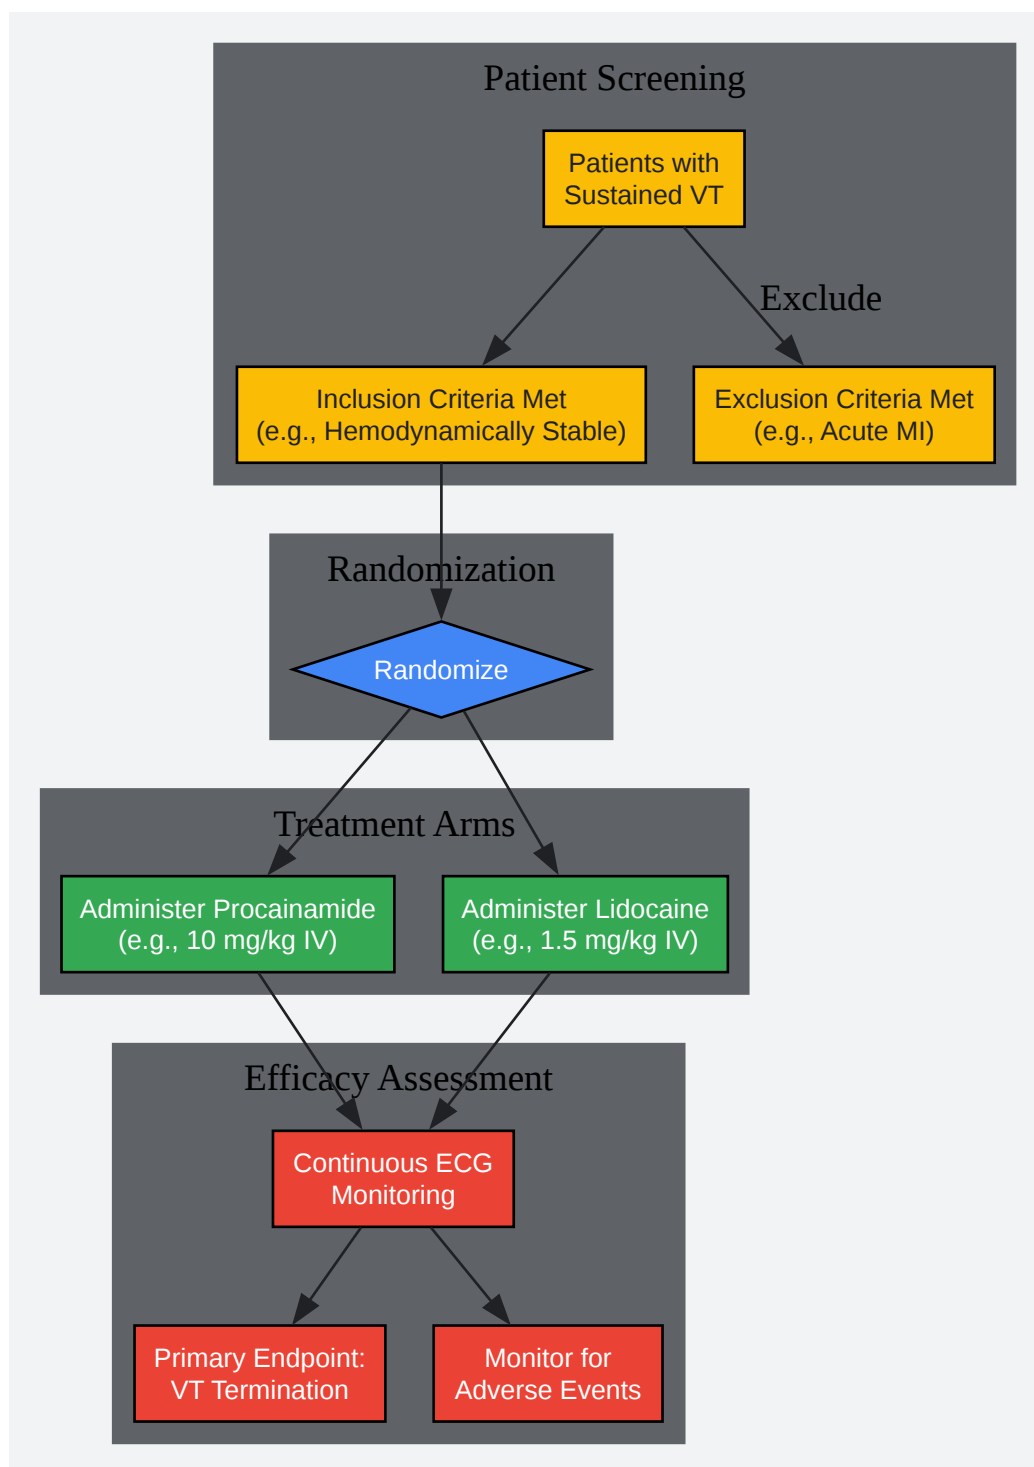 Patient Screening
Patients with
Sustained VT
Exclude
Inclusion Criteria Met
(e.g., Hemodynamically Stable)
Exclusion Criteria Met
(e.g., Acute MI)
Randomization
Randomize
Treatment Arms
Administer Procainamide
(e.g., 10 mg/kg IV)
Administer Lidocaine
(e.g., 1.5 mg/kg IV)
Efficacy Assessment
Continuous ECG
Monitoring
Primary Endpoint:
VT Termination
Monitor for
Adverse Events